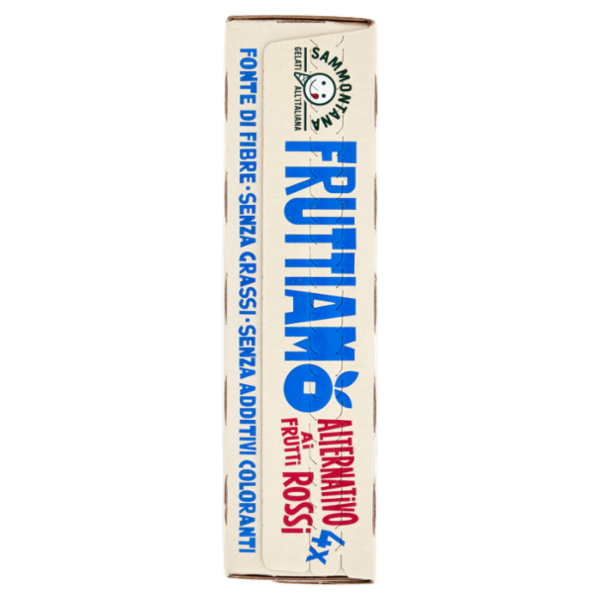 SAMMONTANA
GELATI ALL'ITALIANA
FRUTTIAMO
ALTERNATIVO
Ai
FRUTTi ROSSi
4x
FONTE DI FIBRE • SENZA GRASSI • SENZA ADDITIVI COLORANTI